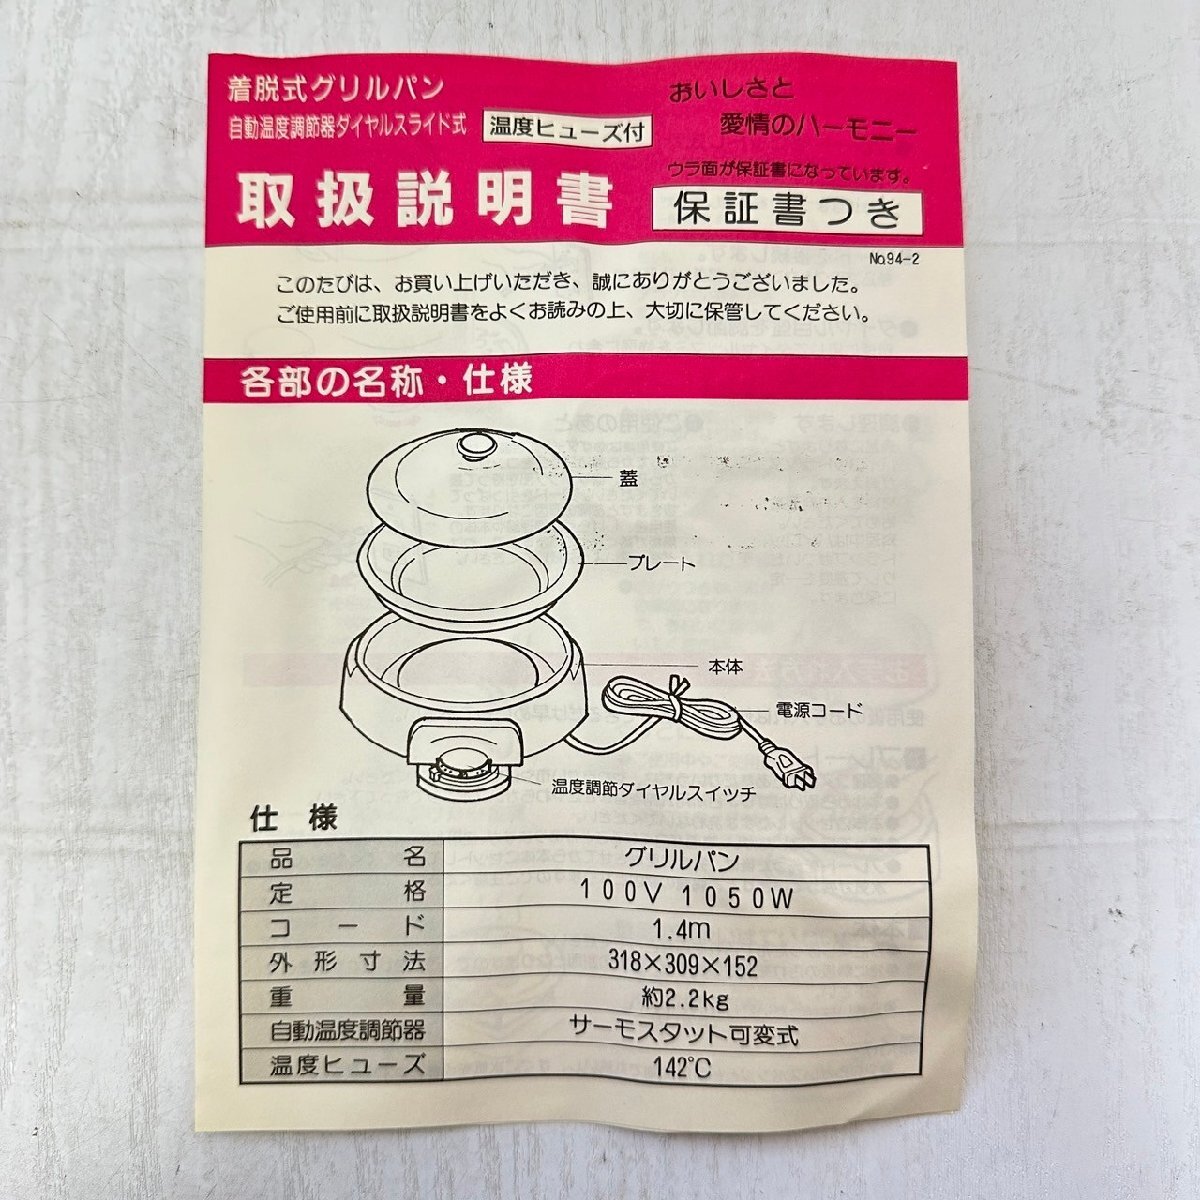 着脱式グリルパン
自動温度調節器ダイヤルスライド式
温度ヒューズ付
取扱説明書
おいしさと
愛情のハーモニー
ウラ面が保証書になっています。
保証書つき
No.94-2
このたびは、お買い上げいただき、誠にありがとうございました。
ご使用前に取扱説明書をよくお読みの上、大切に保管してください。
各部の名称・仕様
蓋
プレート
本体
電源コード
温度調節ダイヤルスイッチ
仕様
品名 グリルパン
定格 100V 1050W
コード 1.4m
外形寸法 318×309×152
重量 約2.2kg
自動温度調節器 サーモスタット可変式
温度ヒューズ 142℃